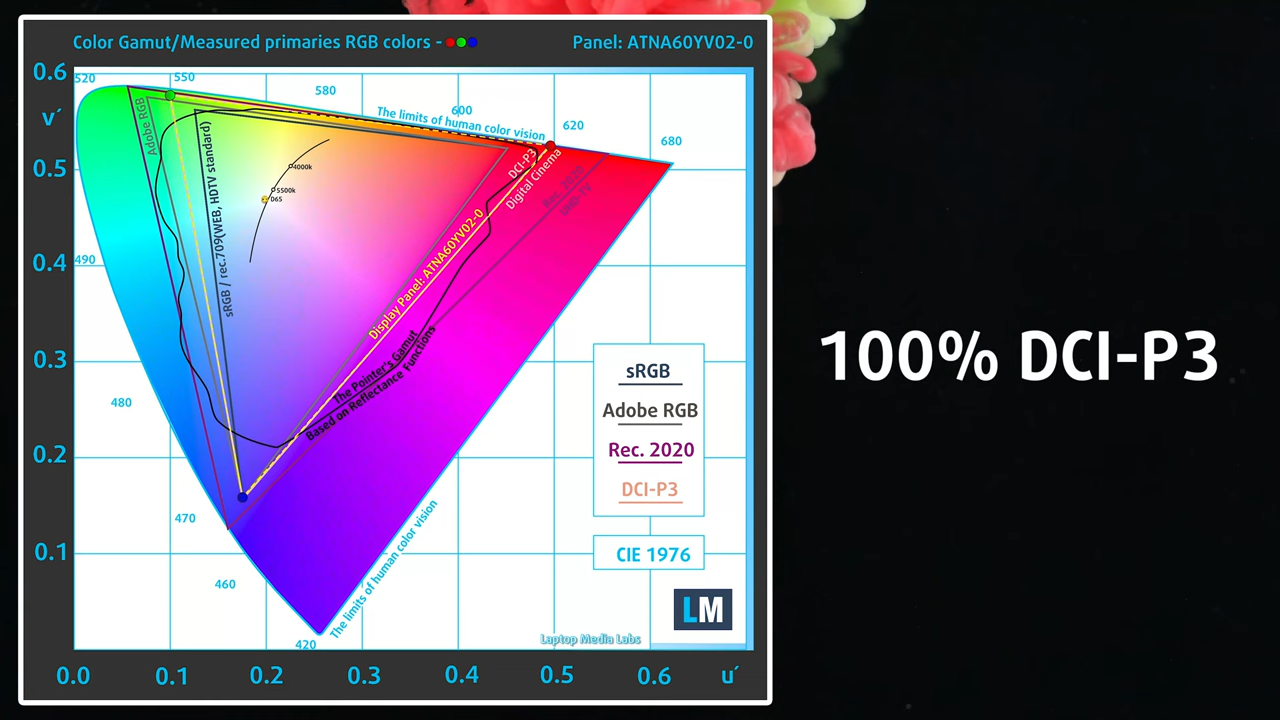 Color Gamut/Measured primaries RGB colors -
Panel: ATNA60YV02-0
0.6
520
550
580
600
620
680
v´
The limits of human color vision
Adobe RGB
sRGB / rec.709(WEB, HDTV standard)
4000k
5500k
D65
DCI-P3
Digital Cinema
Rec. 2020
UHD-TV
0.5
490
0.4
Display Panel: ATNA60YV02-0
0.3
The Pointer's Gamut
Based on Reflectance Functions
100% DCI-P3
sRGB
Adobe RGB
Rec. 2020
DCI-P3
480
0.2
470
0.1
CIE 1976
460
The limits of human color vision
420
LM
Laptop Media Labs
0.0
0.1
0.2
0.3
0.4
0.5
0.6
u´